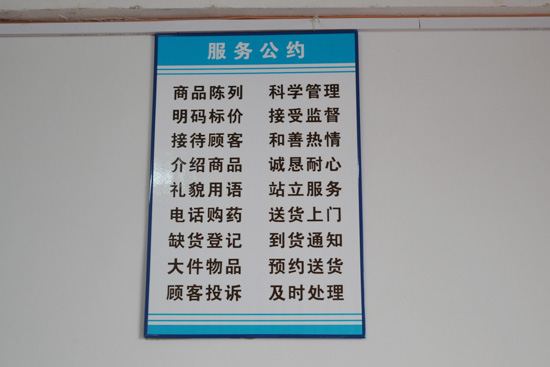 服务公约
商品陈列 科学管理
明码标价 接受监督
接待顾客 和善热情
介绍商品 诚恳耐心
礼貌用语 站立服务
电话购药 送货上门
缺货登记 到货通知
大件物品 预约送货
顾客投诉 及时处理